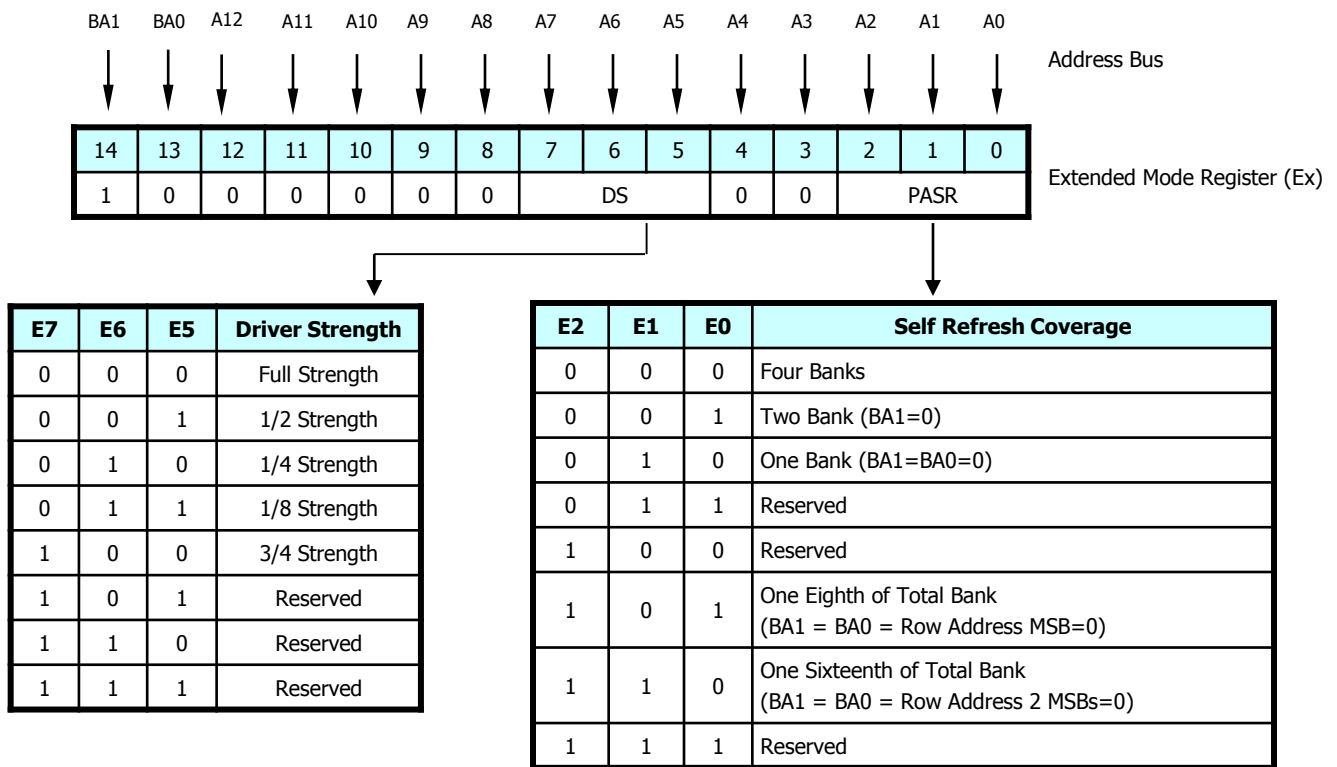 BA1 BA0 A12 A11 A10 A9 A8 A7 A6 A5 A4 A3 A2 A1 A0
Address Bus
14 13 12 11 10 9 8 7 6 5 4 3 2 1 0
1 0 0 0 0 0 0 DS 0 0 PASR
Extended Mode Register (Ex)
E7 E6 E5 Driver Strength
0 0 0 Full Strength
0 0 1 1/2 Strength
0 1 0 1/4 Strength
0 1 1 1/8 Strength
1 0 0 3/4 Strength
1 0 1 Reserved
1 1 0 Reserved
1 1 1 Reserved
E2 E1 E0 Self Refresh Coverage
0 0 0 Four Banks
0 0 1 Two Bank (BA1=0)
0 1 0 One Bank (BA1=BA0=0)
0 1 1 Reserved
1 0 0 Reserved
1 0 1 One Eighth of Total Bank
(BA1 = BA0 = Row Address MSB=0)
1 1 0 One Sixteenth of Total Bank
(BA1 = BA0 = Row Address 2 MSBs=0)
1 1 1 Reserved